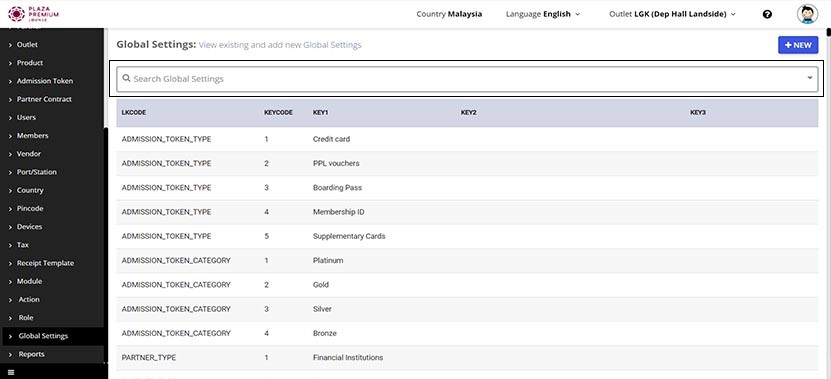 PLAZA
PREMIUM
LOUNGE
Country Malaysia
Language English
Outlet LGK (Dep Hall Landside)
Outlet
Product
Admission Token
Partner Contract
Users
Members
Vendor
Port/Station
Country
Pincode
Devices
Tax
Receipt Template
Module
Action
Role
Global Settings
Reports
Global Settings: View existing and add new Global Settings
+ NEW
Search Global Settings
LKCODE KEYCODE KEY1 KEY2 KEY3
ADMISSION_TOKEN_TYPE 1 Credit card
ADMISSION_TOKEN_TYPE 2 PPL vouchers
ADMISSION_TOKEN_TYPE 3 Boarding Pass
ADMISSION_TOKEN_TYPE 4 Membership ID
ADMISSION_TOKEN_TYPE 5 Supplementary Cards
ADMISSION_TOKEN_CATEGORY 1 Platinum
ADMISSION_TOKEN_CATEGORY 2 Gold
ADMISSION_TOKEN_CATEGORY 3 Silver
ADMISSION_TOKEN_CATEGORY 4 Bronze
PARTNER_TYPE 1 Financial Institutions